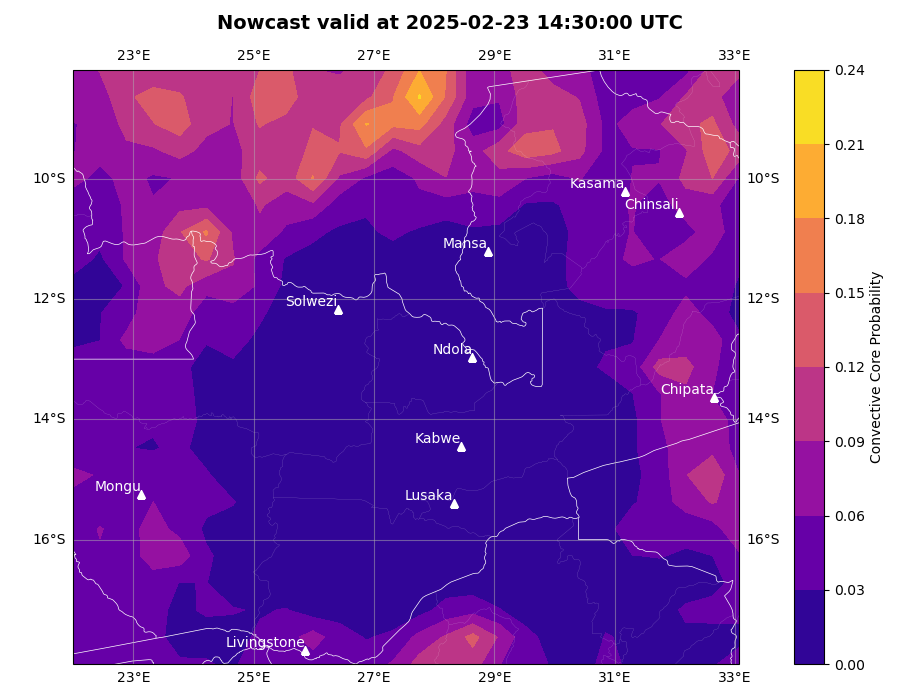 Nowcast valid at 2025-02-23 14:30:00 UTC
23°E 25°E 27°E 29°E 31°E 33°E
0.24
0.21
0.18
0.15
0.12
0.09
0.06
0.03
0.00
Convective Core Probability
10°S 10°S
12°S 12°S
14°S 14°S
16°S 16°S
Kasama
Chinsali
Mansa
Solwezi
Ndola
Chipata
Kabwe
Mongu
Lusaka
Livingstone
23°E 25°E 27°E 29°E 31°E 33°E